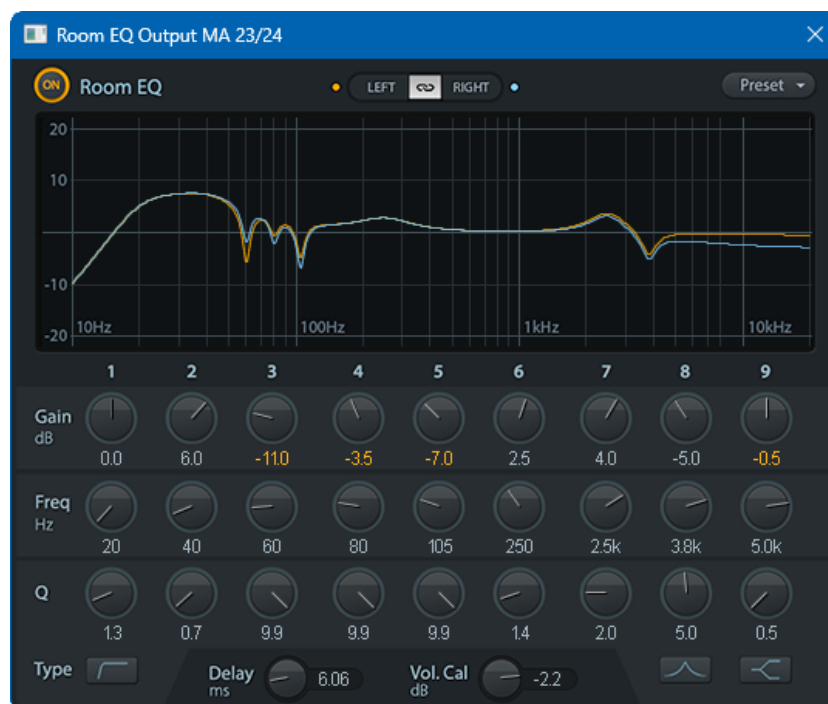 Room EQ Output MA 23/24
ON Room EQ LEFT RIGHT Preset
20
10
-10
-20 10Hz 100Hz 1kHz 10kHz
1 2 3 4 5 6 7 8 9
Gain
dB
0.0 6.0 -11.0 -3.5 -7.0 2.5 4.0 -5.0 -0.5
Freq
Hz
20 40 60 80 105 250 2.5k 3.8k 5.0k
Q
1.3 0.7 9.9 9.9 9.9 1.4 2.0 5.0 0.5
Type Delay 6.06 Vol. Cal -2.2
ms dB